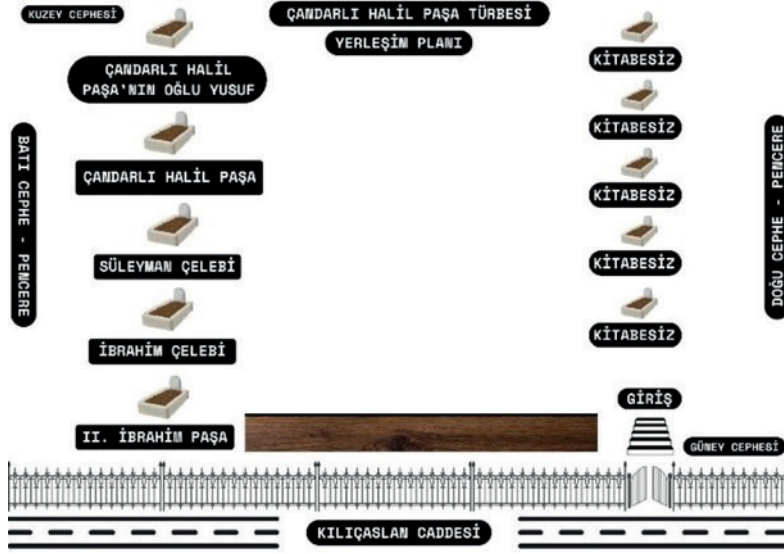 KUZEY CEPHESİ
ÇANDARLI HALİL PAŞA TÜRBESİ
YERLEŞİM PLANI
ÇANDARLI HALİL
PAŞA'NIN OĞLU YUSUF
ÇANDARLI HALİL PAŞA
SÜLEYMAN ÇELEBİ
İBRAHİM ÇELEBİ
II. İBRAHİM PAŞA
BATI CEPHE - PENCERE
KİTABESİZ
KİTABESİZ
KİTABESİZ
KİTABESİZ
KİTABESİZ
DOĞU CEPHE - PENCERE
GİRİŞ
GÜNEY CEPHESİ
KILIÇASLAN CADDESİ